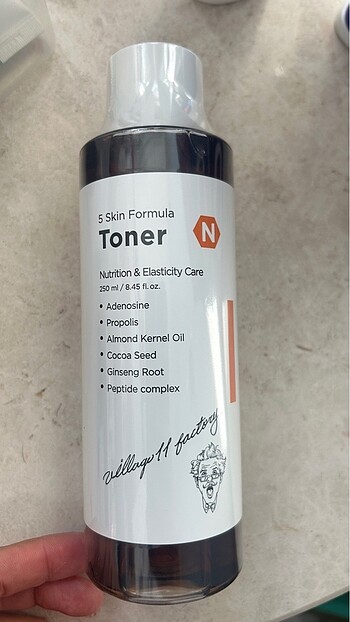 5 Skin Formula
Toner
N
Nutrition & Elasticity Care
250 ml / 8.45 fl. oz.
• Adenosine
• Propolis
• Almond Kernel Oil
• Cocoa Seed
• Ginseng Root
• Peptide complex
village 11 factory